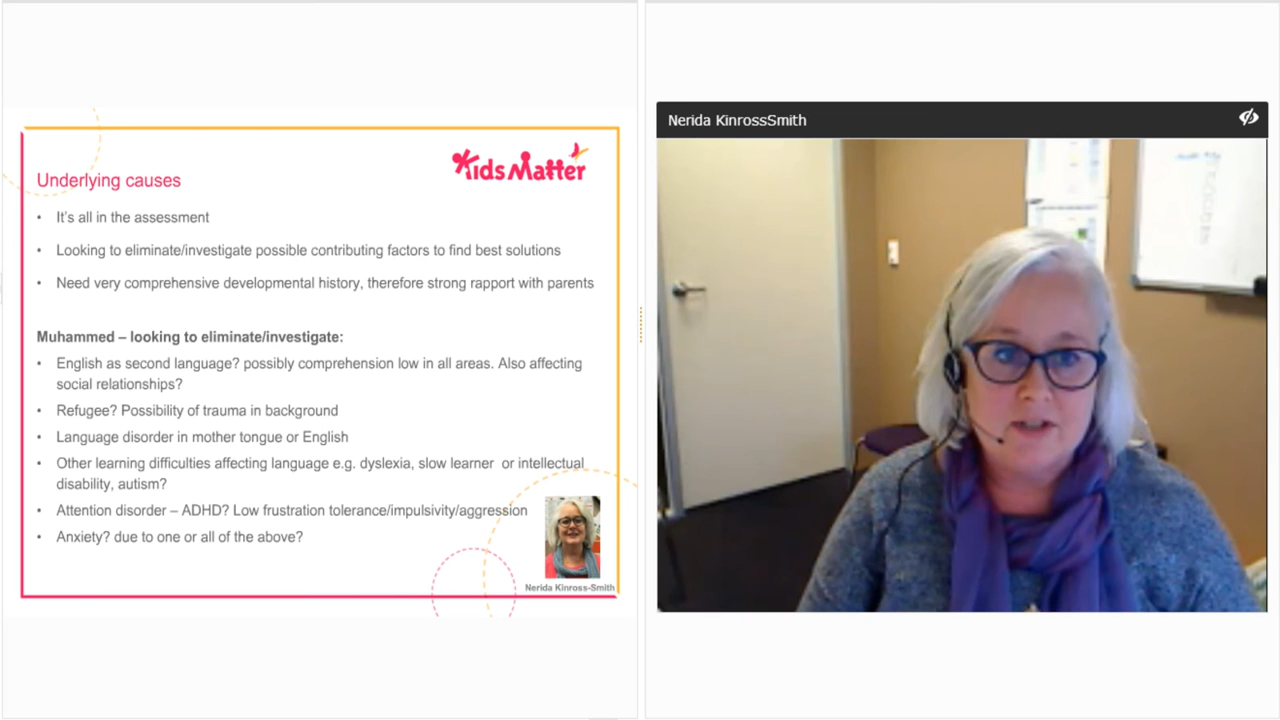 KidsMatter
Underlying causes
• It's all in the assessment
• Looking to eliminate/investigate possible contributing factors to find best solutions
• Need very comprehensive developmental history, therefore strong rapport with parents
Muhammed – looking to eliminate/investigate:
• English as second language? possibly comprehension low in all areas. Also affecting
social relationships?
• Refugee? Possibility of trauma in background
• Language disorder in mother tongue or English
• Other learning difficulties affecting language e.g. dyslexia, slow learner or intellectual
disability, autism?
• Attention disorder – ADHD? Low frustration tolerance/impulsivity/aggression
• Anxiety? due to one or all of the above?
Nerida Kinross-Smith
Nerida KinrossSmith